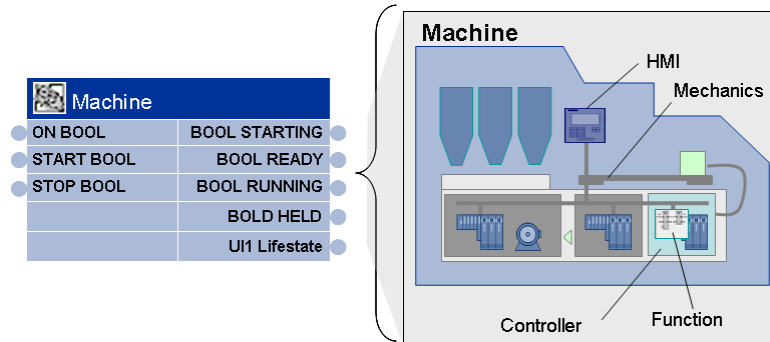 Machine
ON BOOL
BOOL STARTING
START BOOL
BOOL READY
STOP BOOL
BOOL RUNNING
BOLD HELD
UI1 Lifestate
Machine
HMI
Mechanics
Controller
Function